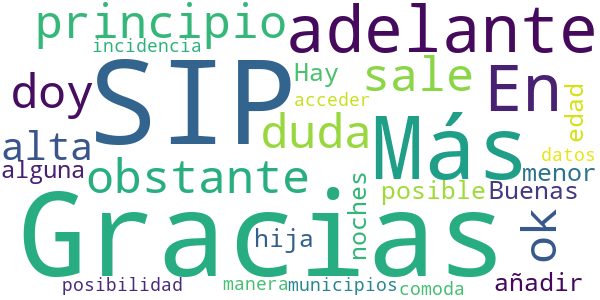 principio
adelante
incidencia
SIP
Hay
sale
En
doy
acceder
edad
duda
Más
alta
datos
alguna
obstante
menor
posible
Buenas
Gracias
noches
ok
hija
posibilidad
manera
municipios
comoda
añadir